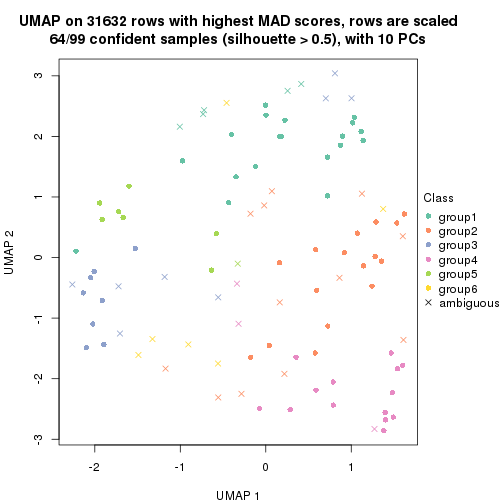 UMAP on 31632 rows with highest MAD scores, rows are scaled
64/99 confident samples (silhouette > 0.5), with 10 PCs
3
2
1
0
-1
-2
-3
UMAP 2
-2
-1
0
1
UMAP 1
Class
group1
group2
group3
group4
group5
group6
ambiguous